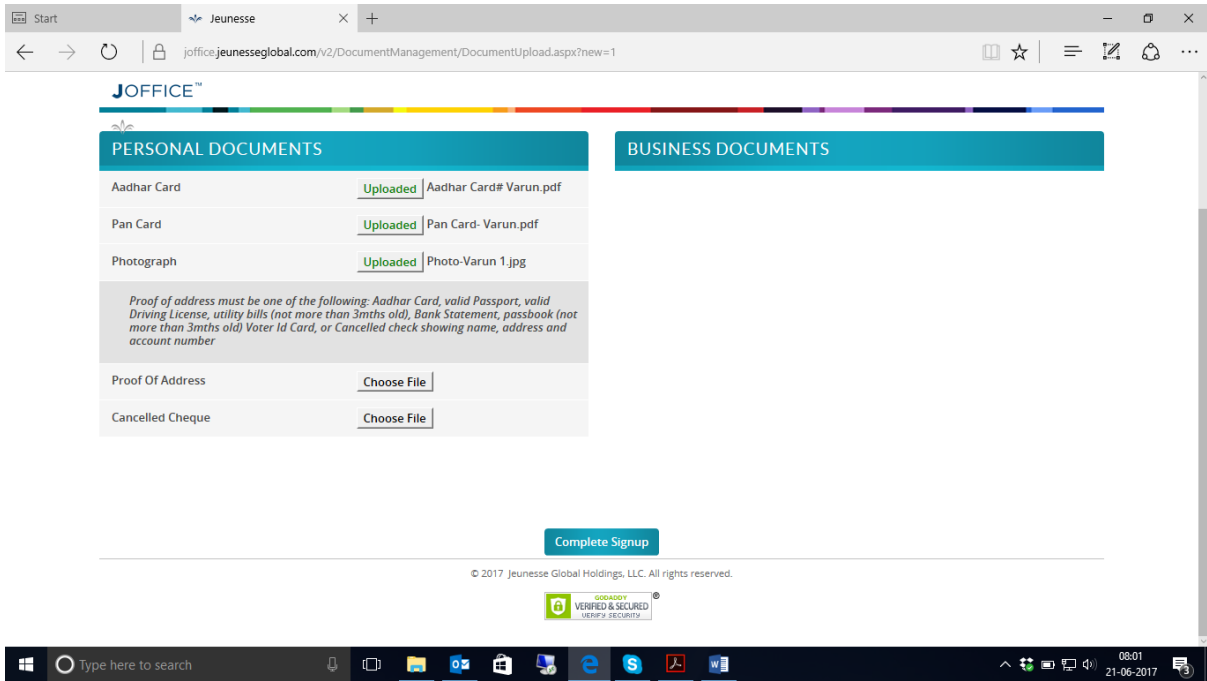 Start
Jeunesse
joffice.jeunesseglobal.com/v2/DocumentManagement/DocumentUpload.aspx?new=1
JOFFICE™
PERSONAL DOCUMENTS
BUSINESS DOCUMENTS
Aadhar Card Uploaded Aadhar Card# Varun.pdf
Pan Card Uploaded Pan Card- Varun.pdf
Photograph Uploaded Photo-Varun 1.jpg
Proof of address must be one of the following: Aadhar Card, valid Passport, valid
Driving License, utility bills (not more than 3mths old), Bank Statement, passbook (not
more than 3mths old) Voter Id Card, or Cancelled check showing name, address and
account number
Proof Of Address Choose File
Cancelled Cheque Choose File
Complete Signup
© 2017 Jeunesse Global Holdings, LLC. All rights reserved.
GODADDY
VERIFIED & SECURED
VERIFY SECURITY
®
Type here to search
08:01
21-06-2017
3